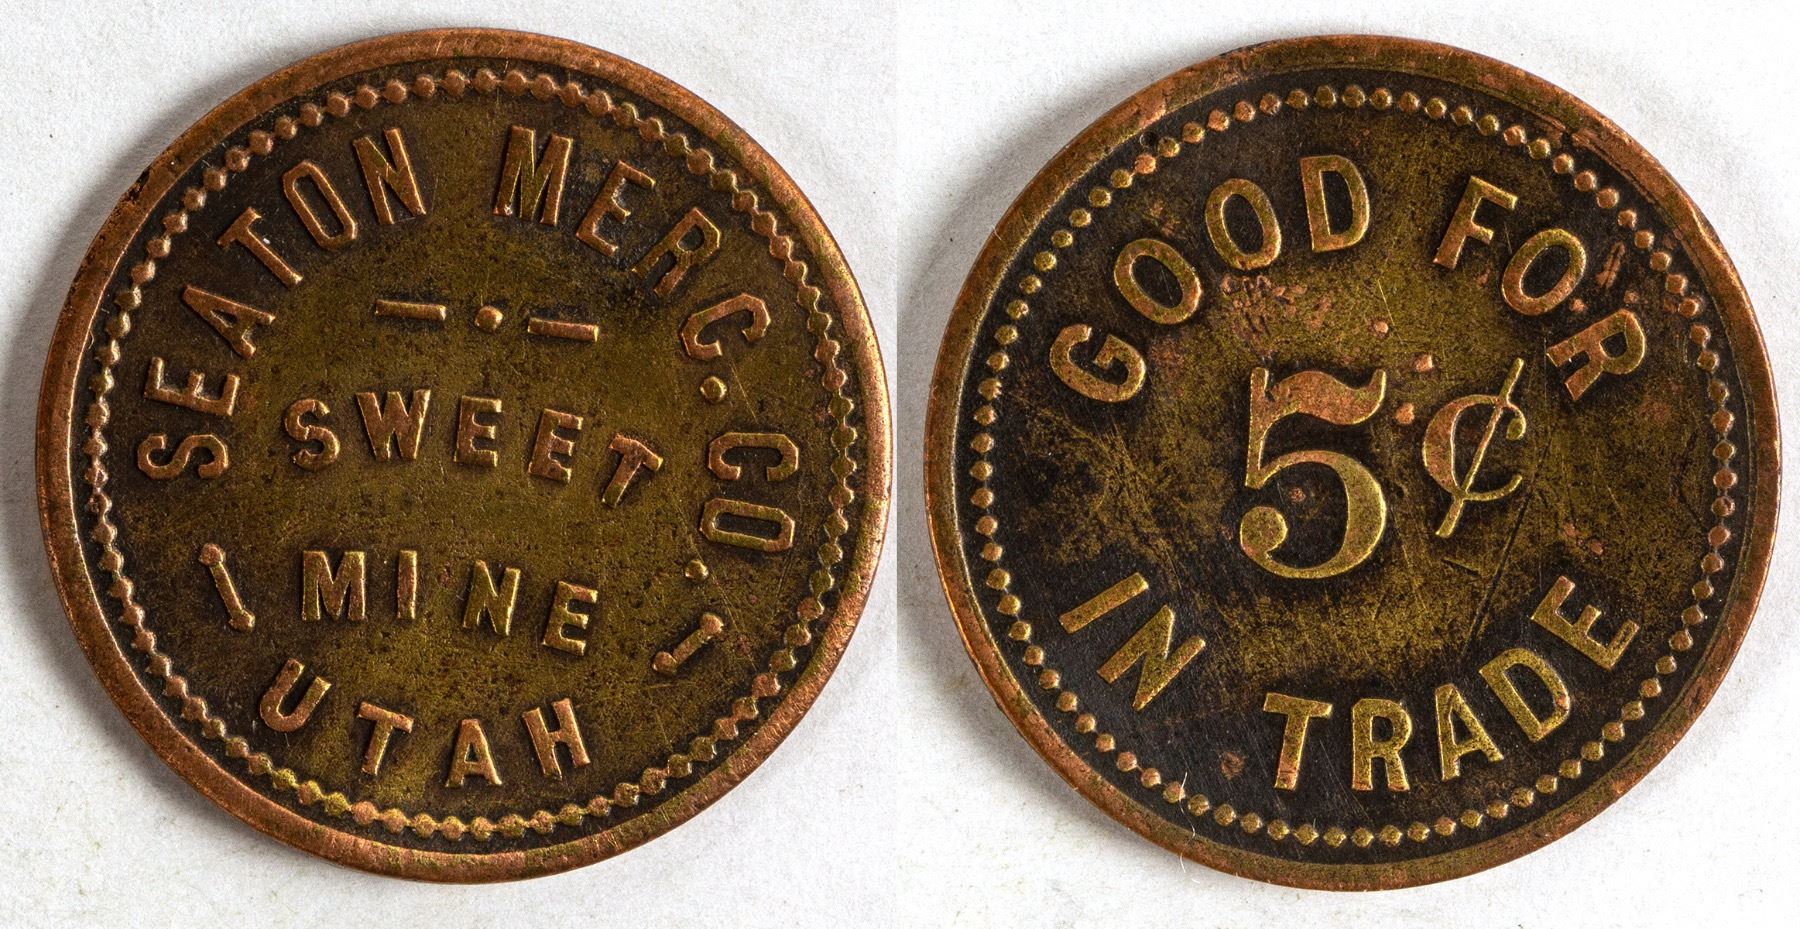 SEATON MERC. CO.
SWEET
MINE
UTAH
GOOD FOR
5¢
IN TRADE